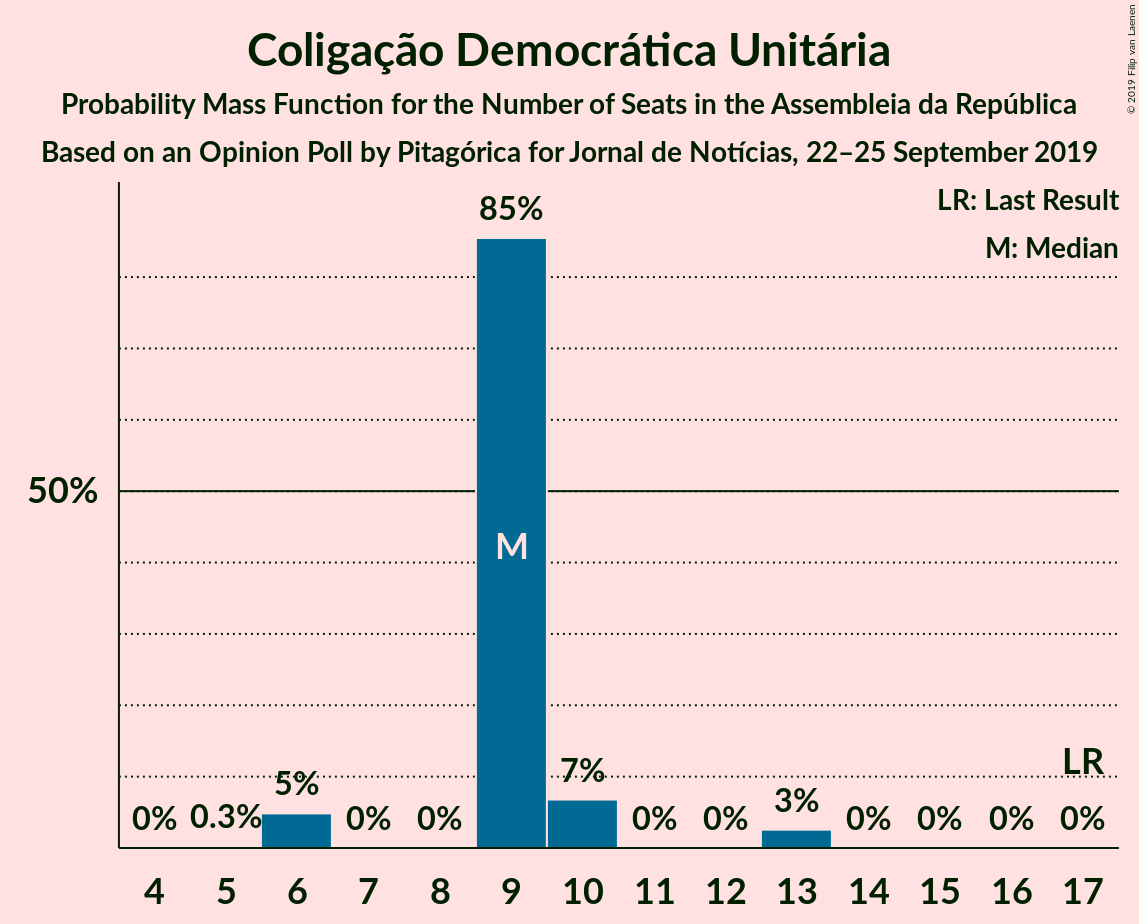 Coligação Democrática Unitária
Probability Mass Function for the Number of Seats in the Assembleia da República
Based on an Opinion Poll by Pitagórica for Jornal de Notícias, 22–25 September 2019
© 2019 Filip van Laenen
LR: Last Result
M: Median
85%
50%
M
LR
0% 0.3% 5% 0% 0% 7% 0% 0% 3% 0% 0% 0% 0%
4 5 6 7 8 9 10 11 12 13 14 15 16 17